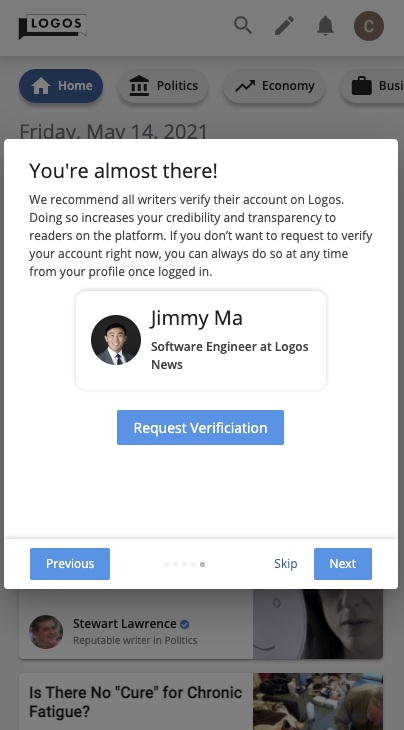 LOGOS
C
Home
Politics
Economy
Busi
Friday, May 14, 2021
You're almost there!
We recommend all writers verify their account on Logos.
Doing so increases your credibility and transparency to
readers on the platform. If you don't want to request to verify
your account right now, you can always do so at any time
from your profile once logged in.
Jimmy Ma
Software Engineer at Logos
News
Request Verificiation
Previous
Skip
Next
Stewart Lawrence
Reputable writer in Politics
Is There No "Cure" for Chronic
Fatigue?